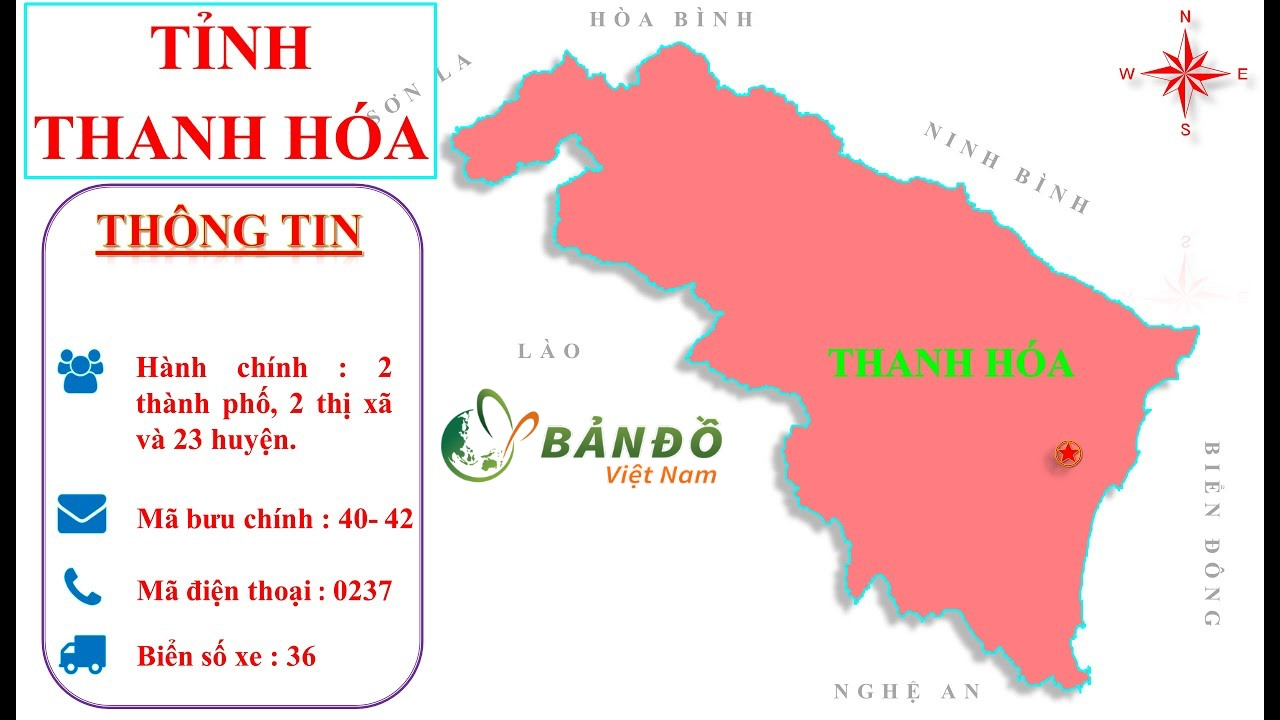 TỈNH
THANH HÓA
THÔNG TIN
Hành chính : 2
thành phố, 2 thị xã
và 23 huyện.
Mã bưu chính : 40- 42
Mã điện thoại : 0237
Biển số xe : 36
SƠN LA
HÒA BÌNH
NINH BÌNH
N
W E
S
LÀO
THANH HÓA
BẢN ĐỒ
Việt Nam
BIỂN ĐÔNG
NGHỆ AN